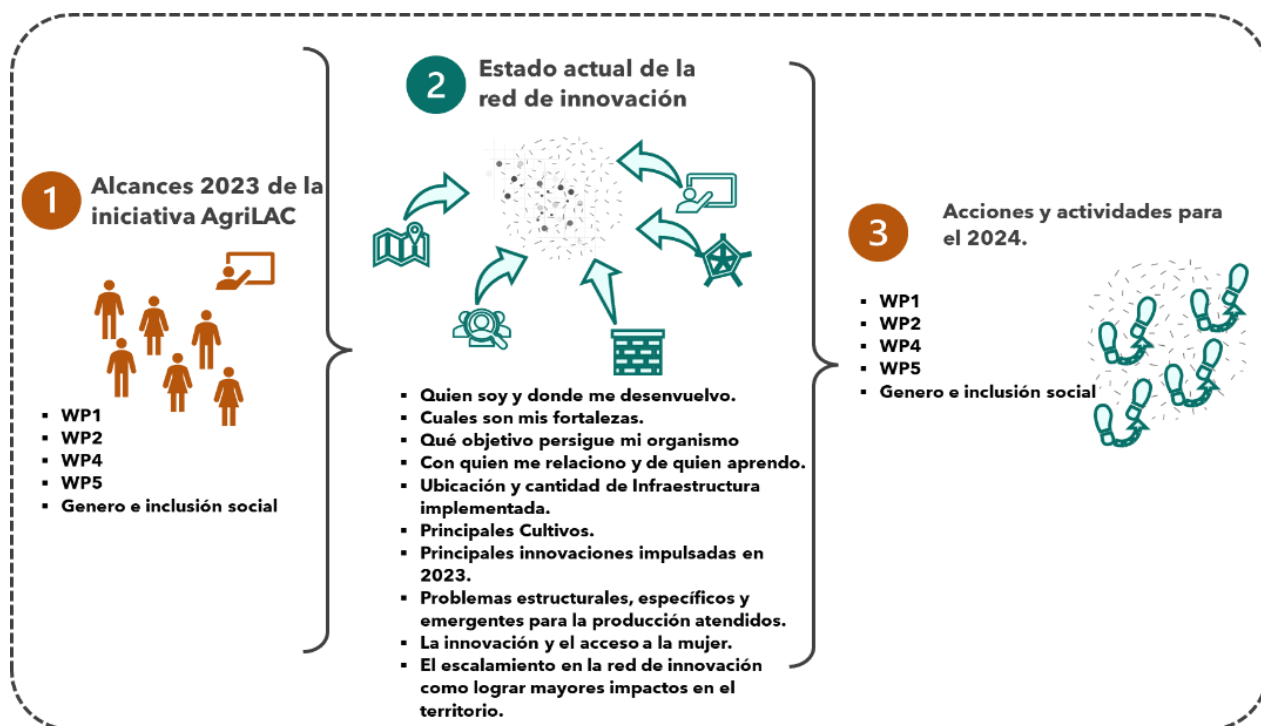 1
Alcances 2023 de la
iniciativa AgriLAC
▪ WP1
▪ WP2
▪ WP4
▪ WP5
▪ Genero e inclusión social
2
Estado actual de la
red de innovación
▪ Quien soy y donde me desenvuelvo.
▪ Cuales son mis fortalezas.
▪ Qué objetivo persigue mi organismo
▪ Con quien me relaciono y de quien aprendo.
▪ Ubicación y cantidad de Infraestructura
implementada.
▪ Principales Cultivos.
▪ Principales innovaciones impulsadas en
2023.
▪ Problemas estructurales, específicos y
emergentes para la producción atendidos.
▪ La innovación y el acceso a la mujer.
▪ El escalamiento en la red de innovación
como lograr mayores impactos en el
territorio.
3
Acciones y actividades para
el 2024.
▪ WP1
▪ WP2
▪ WP4
▪ WP5
▪ Genero e inclusión social